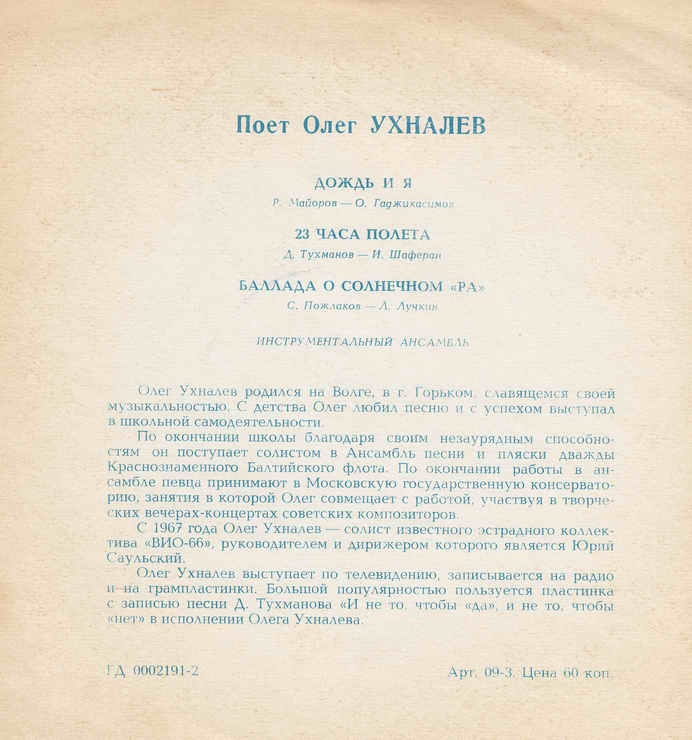 Поет Олег УХНАЛЕВ
ДОЖДЬ И Я
Р. Майоров — О. Гаджикасимов
23 ЧАСА ПОЛЕТА
Д. Тухманов — И. Шаферан
БАЛЛАДА О СОЛНЕЧНОМ «РА»
С. Пожлаков — Л. Лучкин
ИНСТРУМЕНТАЛЬНЫЙ АНСАМБЛЬ
Олег Ухналев родился на Волге, в г. Горьком, славящемся своей
музыкальностью. С детства Олег любил песню и с успехом выступал
в школьной самодеятельности.
По окончании школы благодаря своим незаурядным способно-
стям он поступает солистом в Ансамбль песни и пляски дважды
Краснознаменного Балтийского флота. По окончании работы в ан-
самбле певца принимают в Московскую государственную консервато-
рию, занятия в которой Олег совмещает с работой, участвуя в творче-
ских вечерах-концертах советских композиторов.
С 1967 года Олег Ухналев — солист известного эстрадного коллек-
тива «ВИО-66», руководителем и дирижером которого является Юрий
Саульский.
Олег Ухналев выступает по телевидению, записывается на радио
и на грампластинки. Большой популярностью пользуется пластинка
с записью песни Д. Тухманова «И не то, чтобы «да», и не то, чтобы
«нет» в исполнении Олега Ухналева.
ГД 0002191-2
Арт. 09-3. Цена 60 коп.